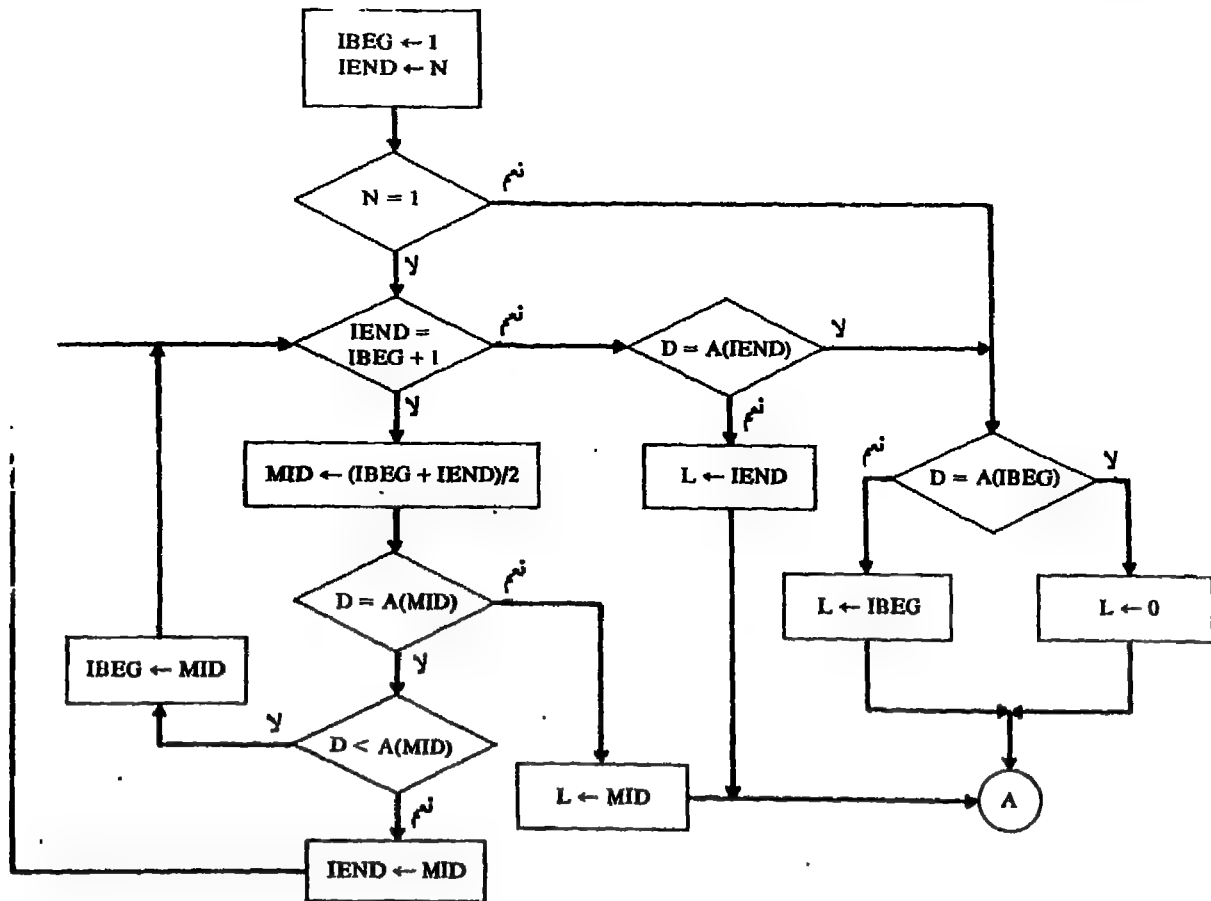 IBEG ← 1
IEND ← N
N = 1
نعم
لا
IEND =
IBEG + 1
نعم
لا
D = A(IEND)
لا
نعم
MID ← (IBEG + IEND)/2
L ← IEND
نعم
D = A(IBEG)
لا
D = A(MID)
نعم
لا
L ← IBEG
L ← 0
IBEG ← MID
لا
D < A(MID)
نعم
L ← MID
A
IEND ← MID